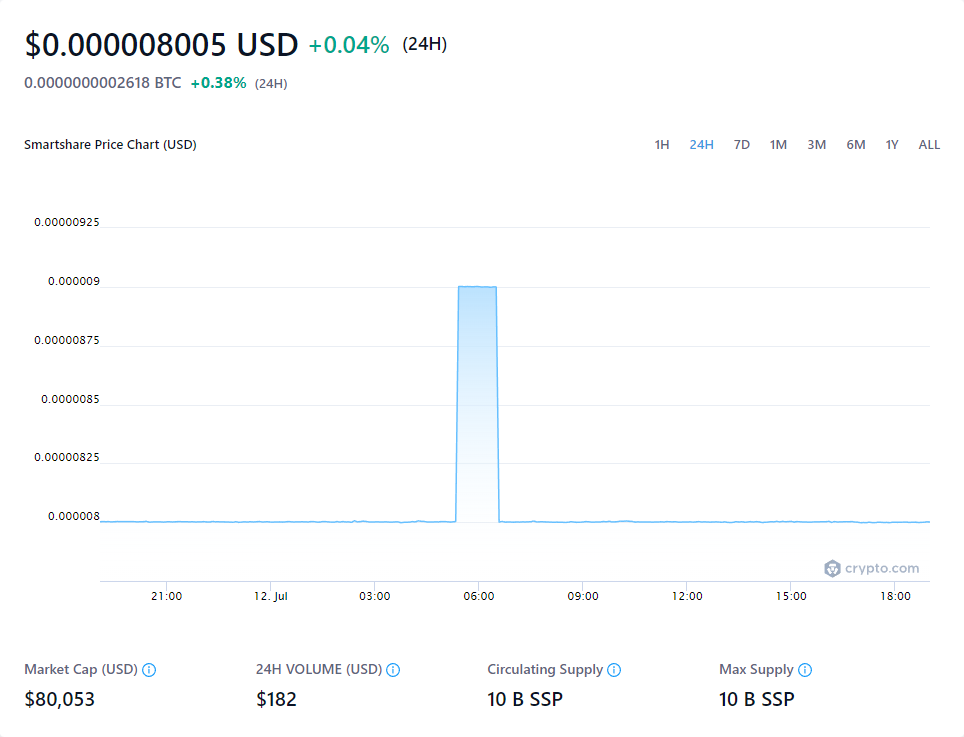 $0.000008005 USD +0.04% (24H)
0.0000000002618 BTC +0.38% (24H)
Smartshare Price Chart (USD) 1H 24H 7D 1M 3M 6M 1Y ALL
0.00000925
0.000009
0.00000875
0.0000085
0.00000825
0.000008
crypto.com
21:00 12. Jul 03:00 06:00 09:00 12:00 15:00 18:00
Market Cap (USD) 24H VOLUME (USD) Circulating Supply Max Supply
$80,053 $182 10 B SSP 10 B SSP